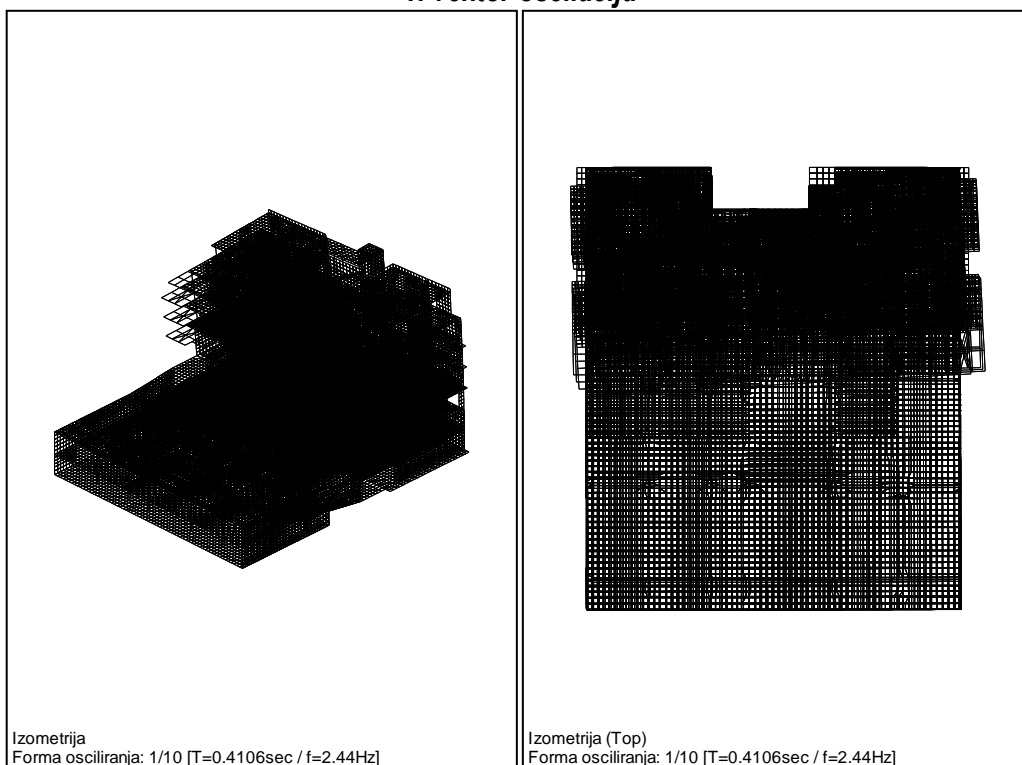 Izometrija
Forma osciliranja: 1/10 [T=0.4106sec / f=2.44Hz]
Izometrija (Top)
Forma osciliranja: 1/10 [T=0.4106sec / f=2.44Hz]